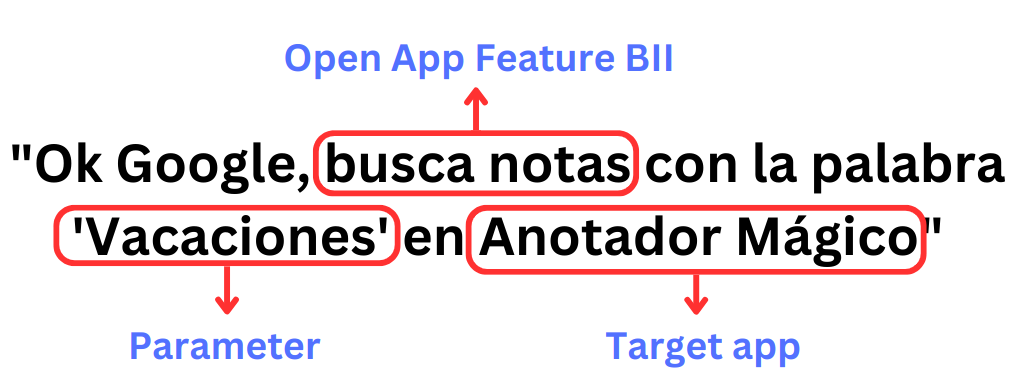 Open App Feature BII
"Ok Google, busca notas con la palabra
'Vacaciones' en Anotador Mágico"
Parameter
Target app